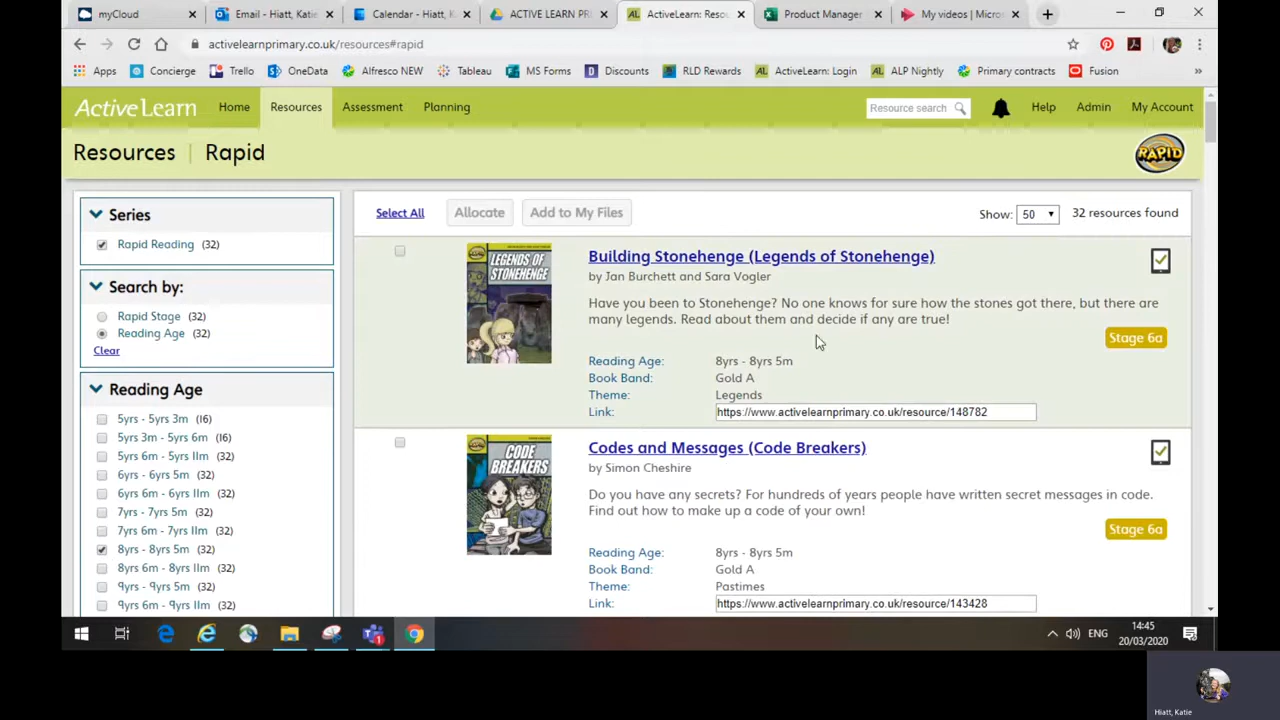 myCloud
Email - Hiatt, Katie
Calendar - Hiatt, K
ACTIVE LEARN PR
ActiveLearn: Reso
Product Manager
My videos | Micro
activelearnprimary.co.uk/resources#rapid
Apps Concierge Trello OneData Alfresco NEW Tableau MS Forms Discounts RLD Rewards ActiveLearn: Login ALP Nightly Primary contracts Fusion »
ActiveLearn Home Resources Assessment Planning Resource search Help Admin My Account
Resources | Rapid
RAPID
Series
Rapid Reading (32)
Search by:
Rapid Stage (32)
Reading Age (32)
Clear
Reading Age
5yrs - 5yrs 3m (16)
5yrs 3m - 5yrs 6m (16)
5yrs 6m - 5yrs 11m (32)
6yrs - 6yrs 5m (32)
6yrs 6m - 6yrs 11m (32)
7yrs - 7yrs 5m (32)
7yrs 6m - 7yrs 11m (32)
8yrs - 8yrs 5m (32)
8yrs 6m - 8yrs 11m (32)
9yrs - 9yrs 5m (32)
9yrs 6m - 9yrs 11m (32)
Select All Allocate Add to My Files Show: 50 32 resources found
LEGENDS OF
STONEHENGE
Building Stonehenge (Legends of Stonehenge)
by Jan Burchett and Sara Vogler
Have you been to Stonehenge? No one knows for sure how the stones got there, but there are
many legends. Read about them and decide if any are true!
Stage 6a
Reading Age: 8yrs - 8yrs 5m
Book Band: Gold A
Theme: Legends
Link: https://www.activelearnprimary.co.uk/resource/148782
CODE
BREAKERS
Codes and Messages (Code Breakers)
by Simon Cheshire
Do you have any secrets? For hundreds of years people have written secret messages in code.
Find out how to make up a code of your own!
Stage 6a
Reading Age: 8yrs - 8yrs 5m
Book Band: Gold A
Theme: Pastimes
Link: https://www.activelearnprimary.co.uk/resource/143428
ENG
14:45
20/03/2020
Hiatt, Katie